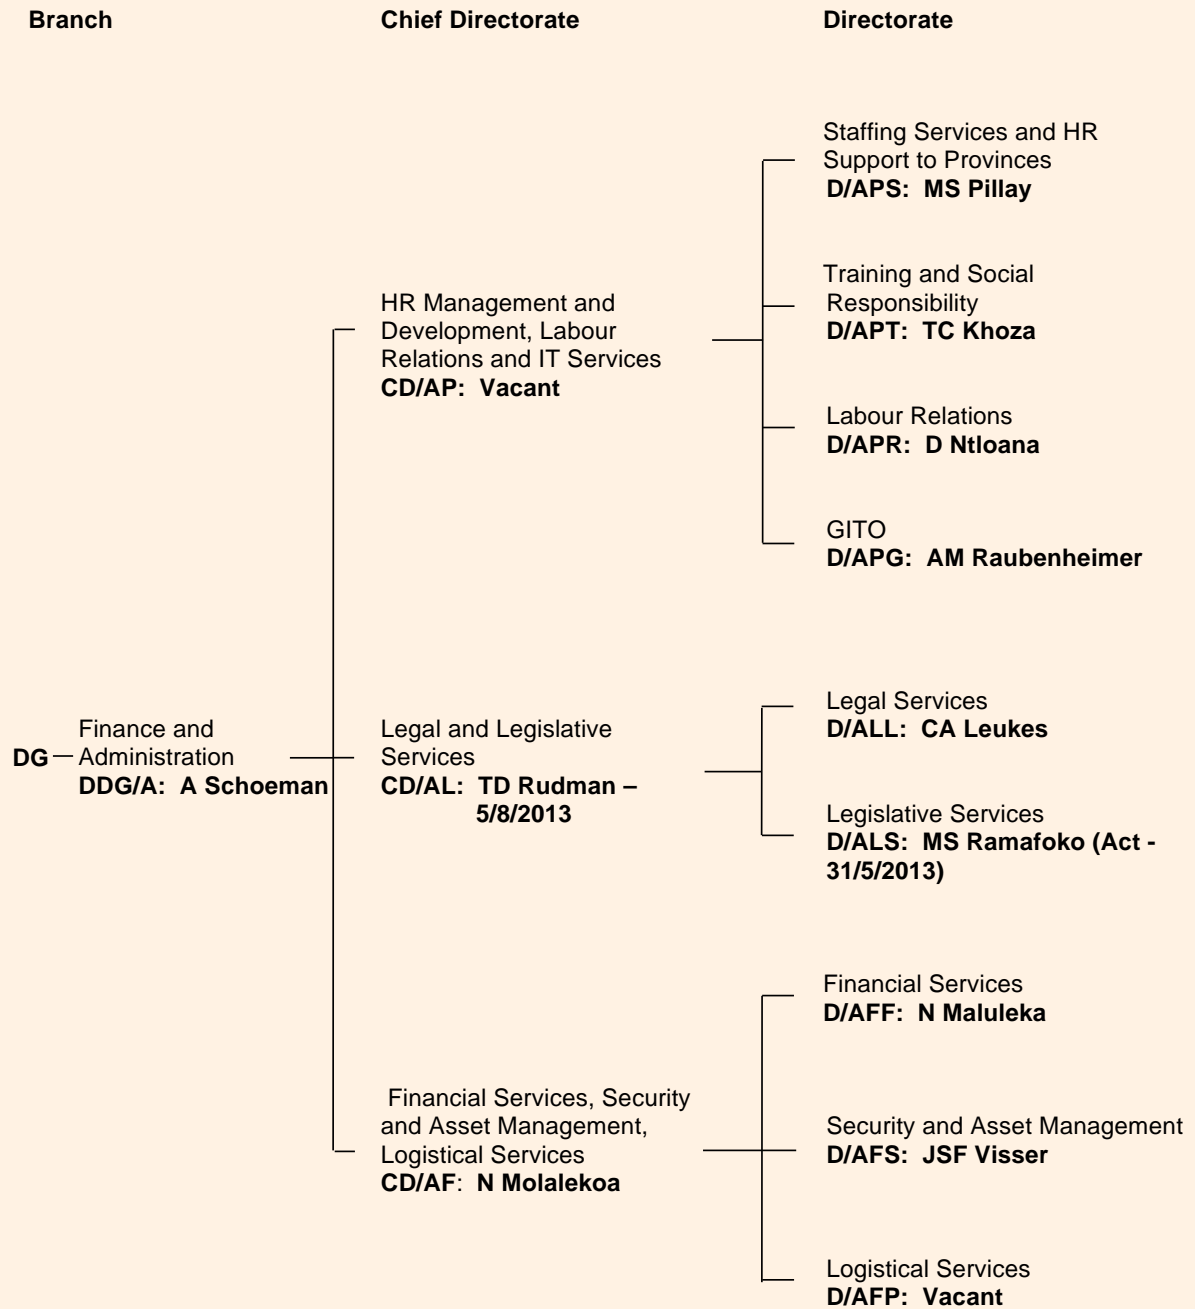 Branch
Chief Directorate
Directorate
Staffing Services and HR
Support to Provinces
D/APS: MS Pillay
Training and Social
Responsibility
D/APT: TC Khoza
HR Management and
Development, Labour
Relations and IT Services
CD/AP: Vacant
Labour Relations
D/APR: D Ntloana
GITO
D/APG: AM Raubenheimer
DG
Finance and
Administration
DDG/A: A Schoeman
Legal and Legislative
Services
CD/AL: TD Rudman –
5/8/2013
Legal Services
D/ALL: CA Leukes
Legislative Services
D/ALS: MS Ramafoko (Act -
31/5/2013)
Financial Services, Security
and Asset Management,
Logistical Services
CD/AF: N Molalekoa
Financial Services
D/AFF: N Maluleka
Security and Asset Management
D/AFS: JSF Visser
Logistical Services
D/AFP: Vacant